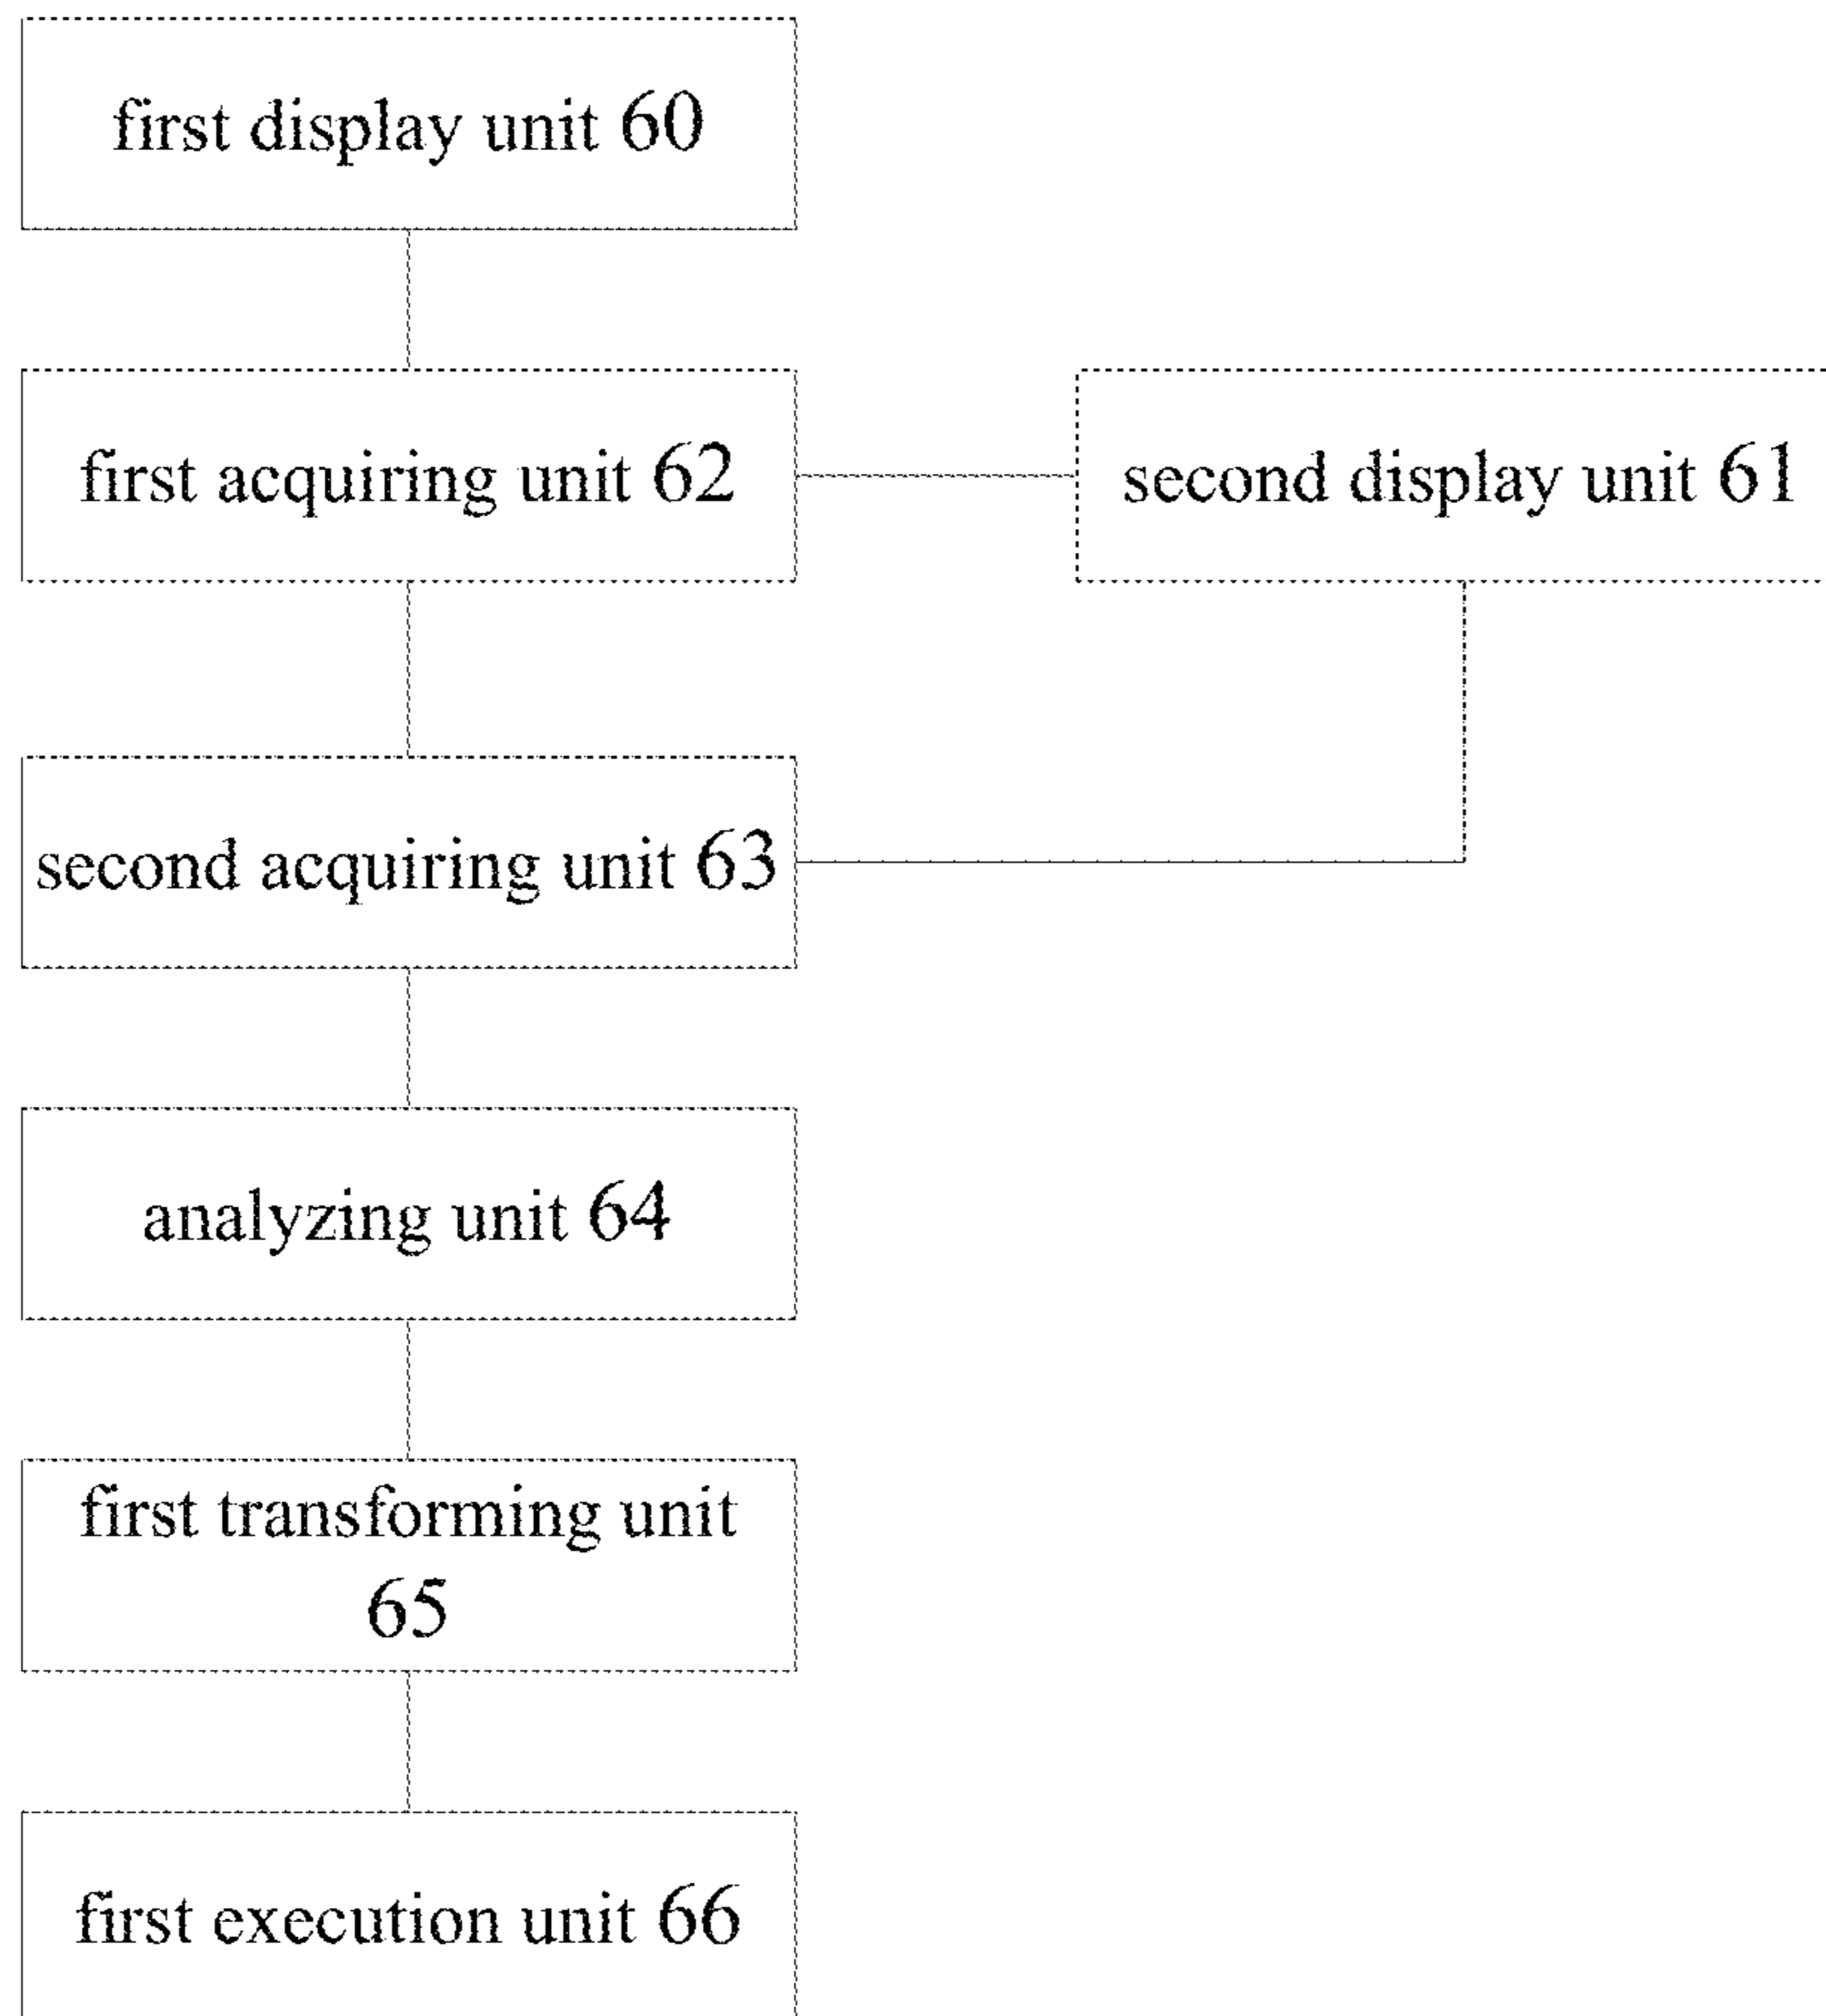 first display unit 60
first acquiring unit 62
second display unit 61
second acquiring unit 63
analyzing unit 64
first transforming unit
65
first execution unit 66